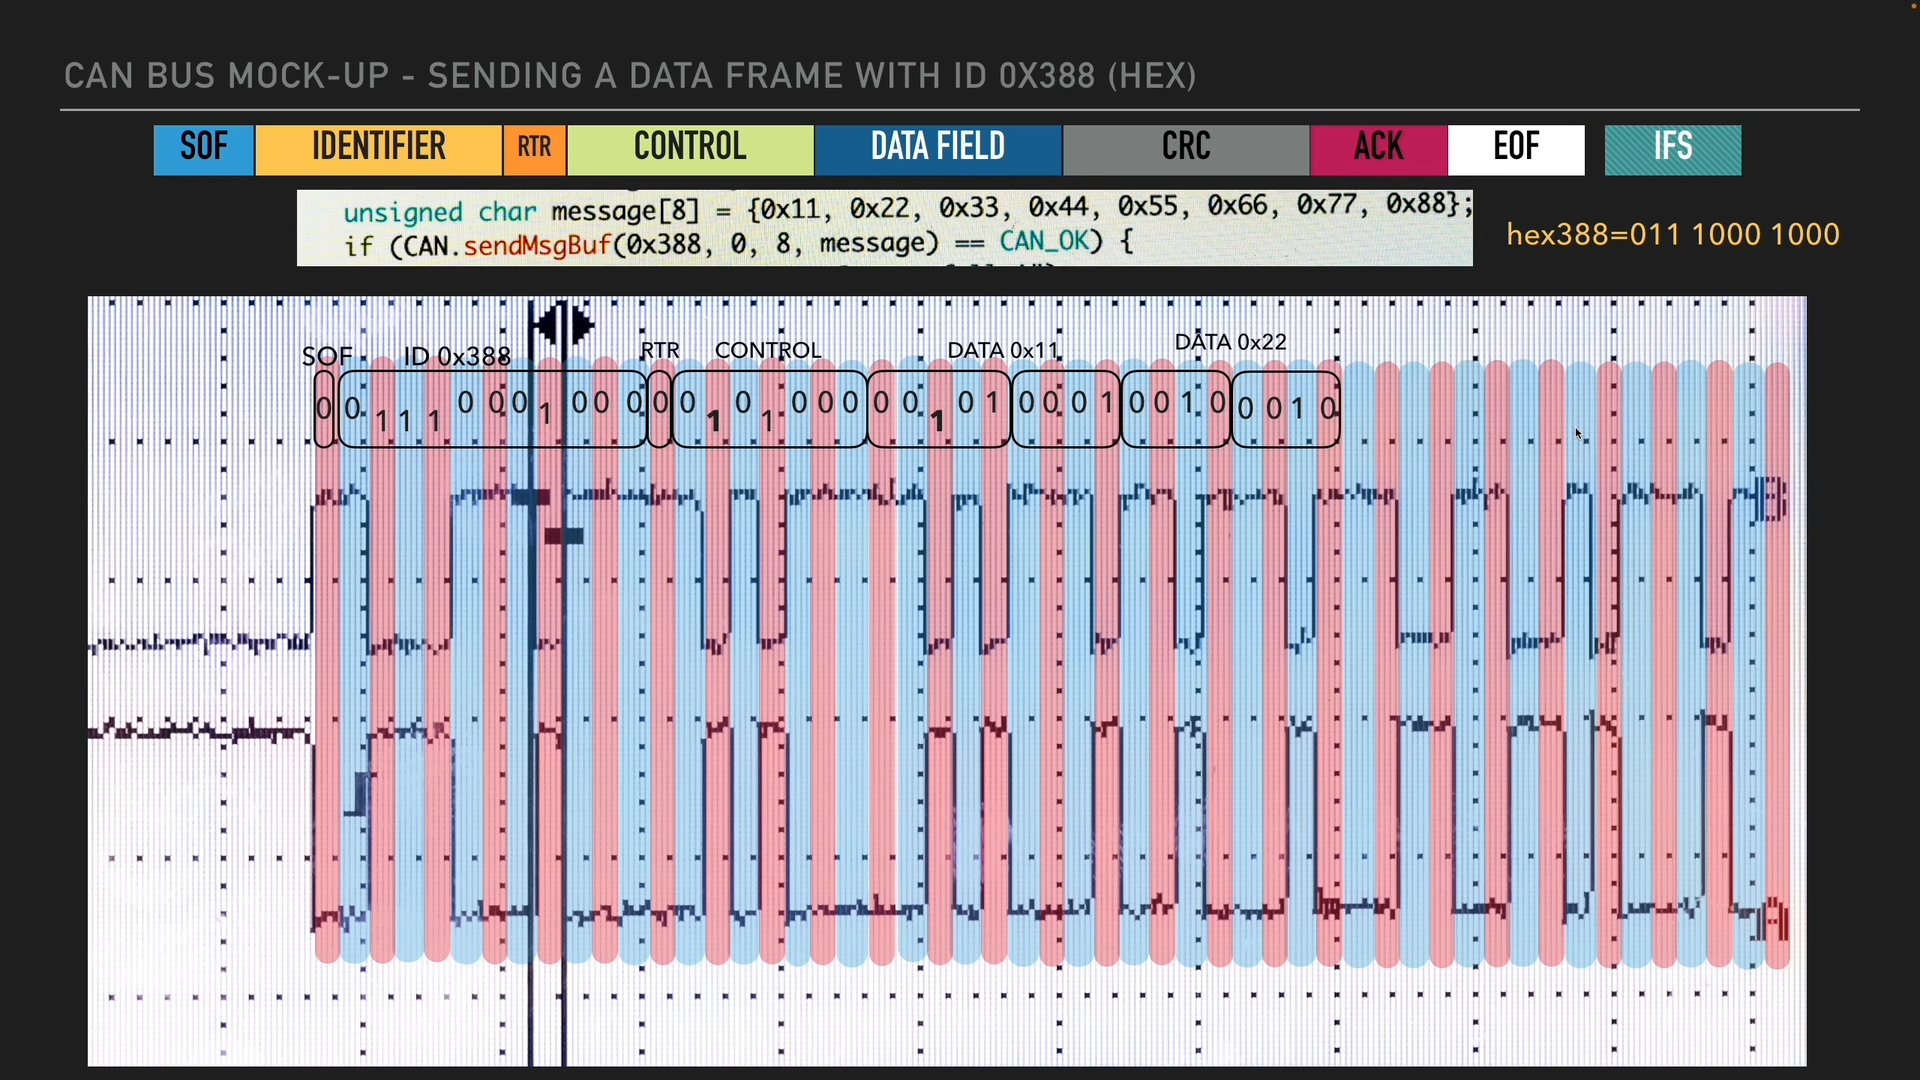 CAN BUS MOCK-UP - SENDING A DATA FRAME WITH ID 0X388 (HEX)
SOF IDENTIFIER RTR CONTROL DATA FIELD CRC ACK EOF IFS
unsigned char message[8] = {0x11, 0x22, 0x33, 0x44, 0x55, 0x66, 0x77, 0x88};
if (CAN.sendMsgBuf(0x388, 0, 8, message) == CAN_OK) {
hex388=011 1000 1000
SOF ID 0x388 RTR CONTROL DATA 0x11 DATA 0x22
0 0 1 1 1 0 0 0 1 0 0 0 0 0 1 0 1 0 0 0 0 0 1 0 1 0 0 0 1 0 0 1 0 0 0 1 0